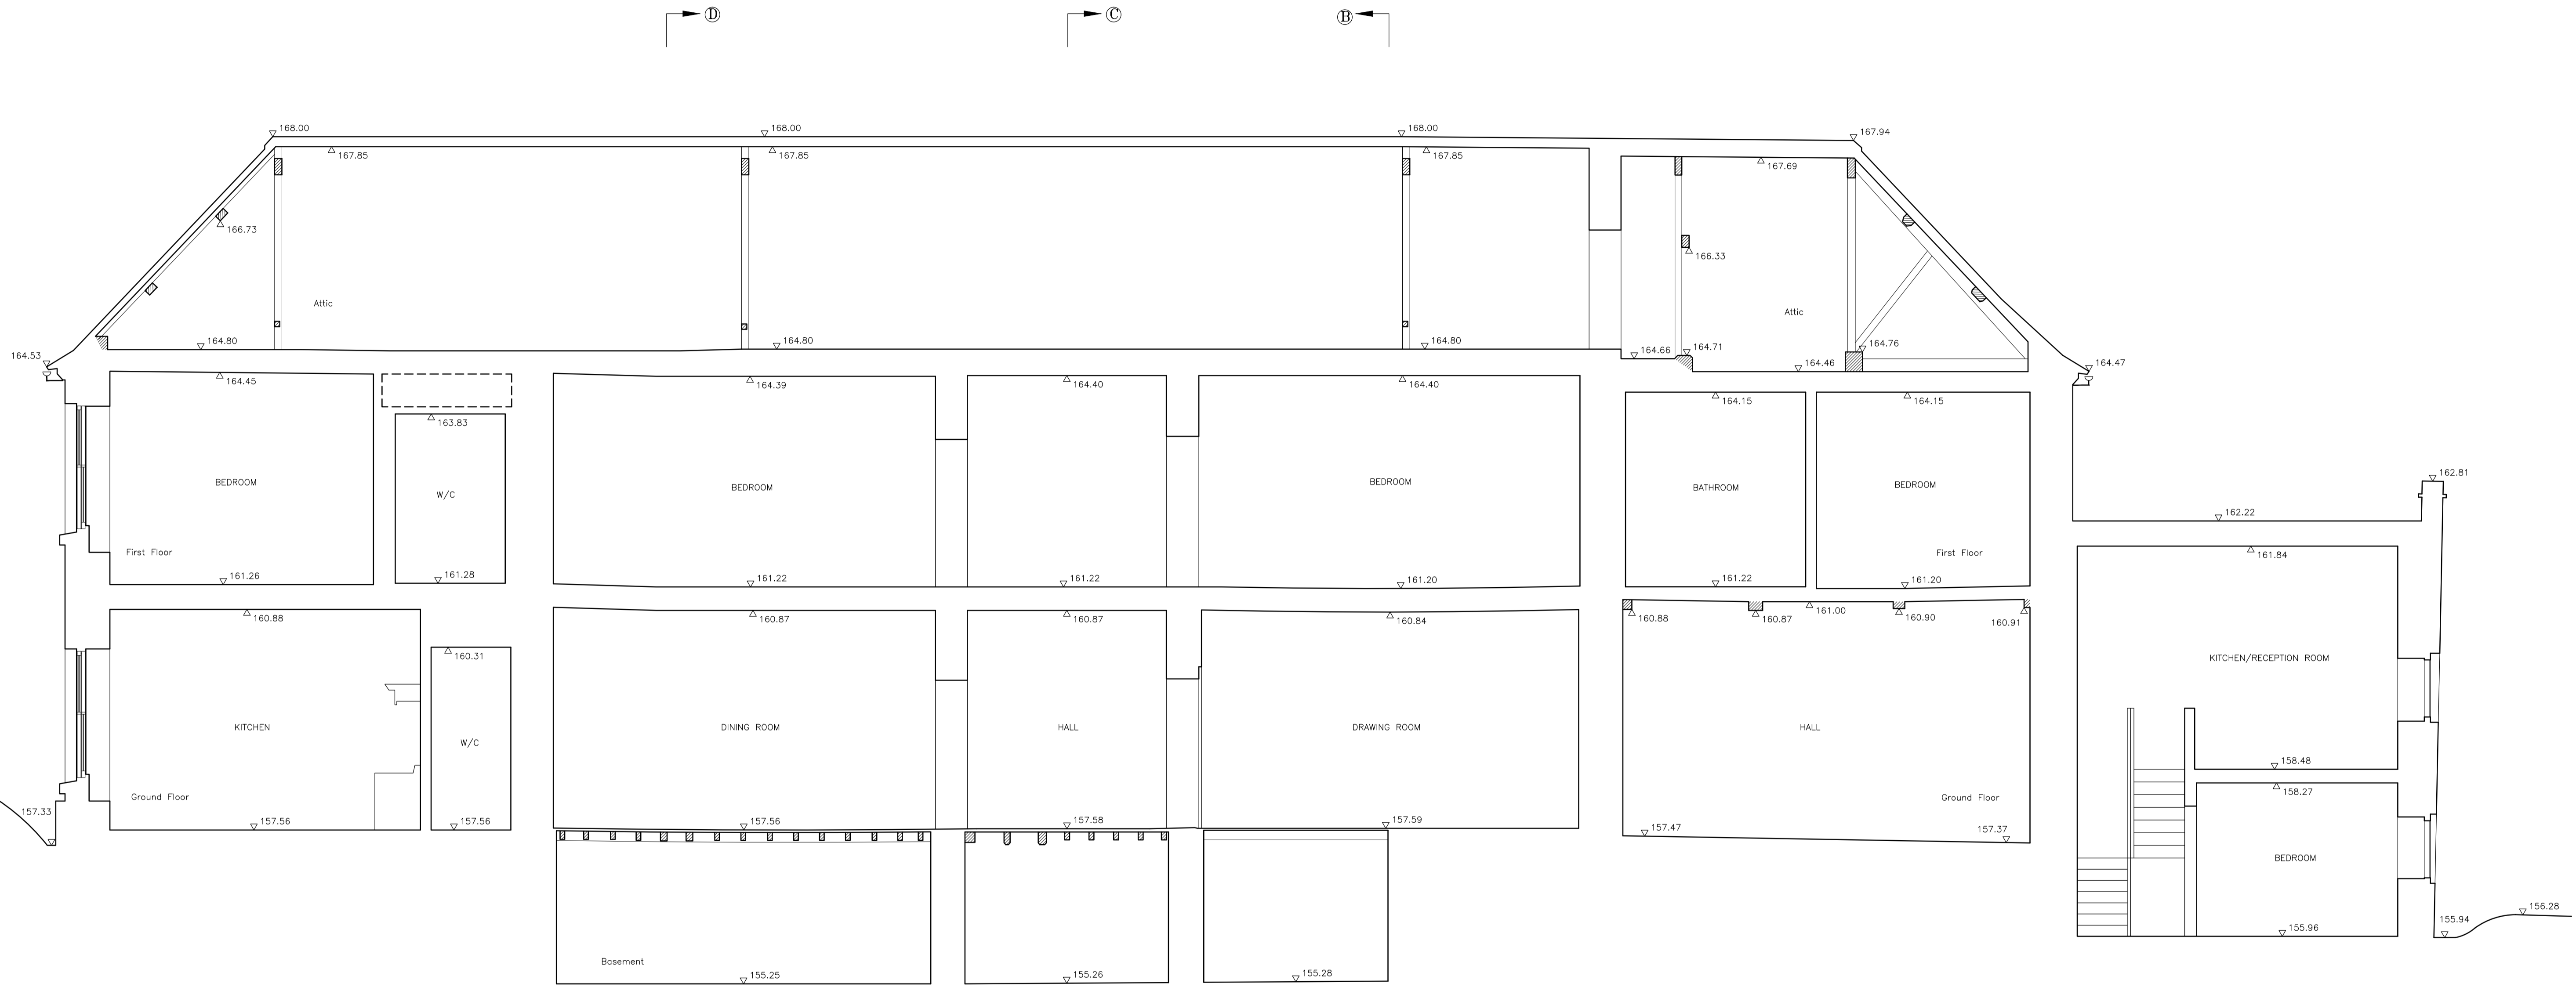 D
C
B
168.00
168.00
168.00
167.94
167.85
167.85
167.85
167.69
166.73
166.33
Attic
Attic
164.80
164.80
164.80
164.66
164.71
164.76
164.46
164.53
164.47
164.45
164.39
164.40
164.40
164.15
164.15
163.83
162.81
BEDROOM
W/C
BEDROOM
BEDROOM
BATHROOM
BEDROOM
162.22
First Floor
First Floor
161.84
161.26
161.28
161.22
161.22
161.20
161.22
161.20
160.88
160.87
160.87
160.84
160.88
160.87
161.00
160.90
160.91
160.31
KITCHEN/RECEPTION ROOM
KITCHEN
W/C
DINING ROOM
HALL
DRAWING ROOM
HALL
158.48
158.27
Ground Floor
Ground Floor
157.33
157.56
157.56
157.56
157.58
157.59
157.47
157.37
BEDROOM
156.28
155.94
155.96
Basement
155.25
155.26
155.28